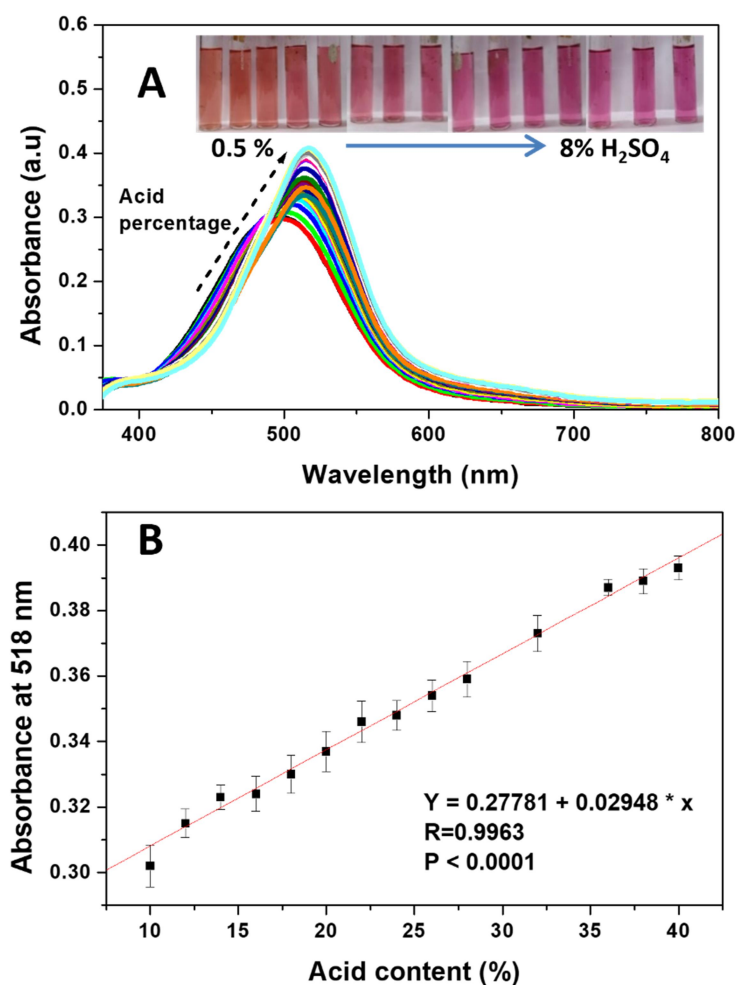 A
0.5 %
8% H₂SO₄
Acid
percentage
Absorbance (a.u)
0.6
0.5
0.4
0.3
0.2
0.1
0.0
400 500 600 700 800
Wavelength (nm)
B
Absorbance at 518 nm
0.40
0.38
0.36
0.34
0.32
0.30
Y = 0.27781 + 0.02948 * x
R=0.9963
P < 0.0001
10 15 20 25 30 35 40
Acid content (%)